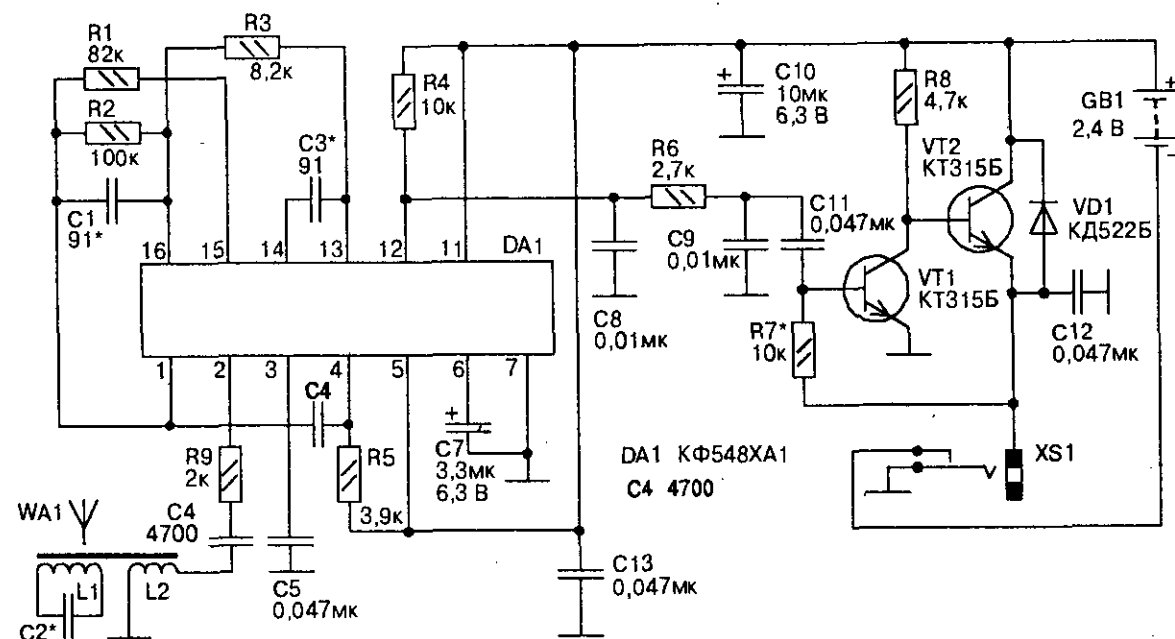 R1
82к
R3
8,2к
R2
100к
C1
91*
C3*
91
R4
10к
C10
10мк
6,3 В
R8
4,7к
GB1
2,4 В
+
−
VT2
КТ315Б
R6
2,7к
C11
0,047мк
VD1
КД522Б
C9
0,01мк
C8
0,01мк
VT1
КТ315Б
R7*
10к
C12
0,047мк
16
15
14
13
12
11
DA1
1
2
3
4
5
6
7
C4
+
+
R9
2к
R5
3,9к
C7
3,3мк
6,3 В
DA1 КФ548ХА1
C4 4700
XS1
WA1
C4
4700
L1
L2
C2*
C5
0,047мк
C13
0,047мк